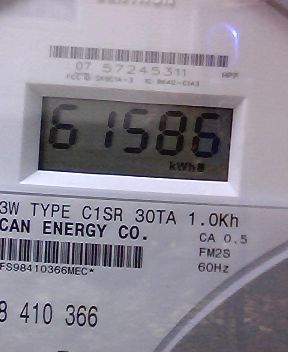 07 57245311
61586
kWh
3W TYPE C1SR 30TA 1.0Kh
CAN ENERGY CO.
CA 0.5
FM2S
60Hz
FS98410366MEC*
8 410 366